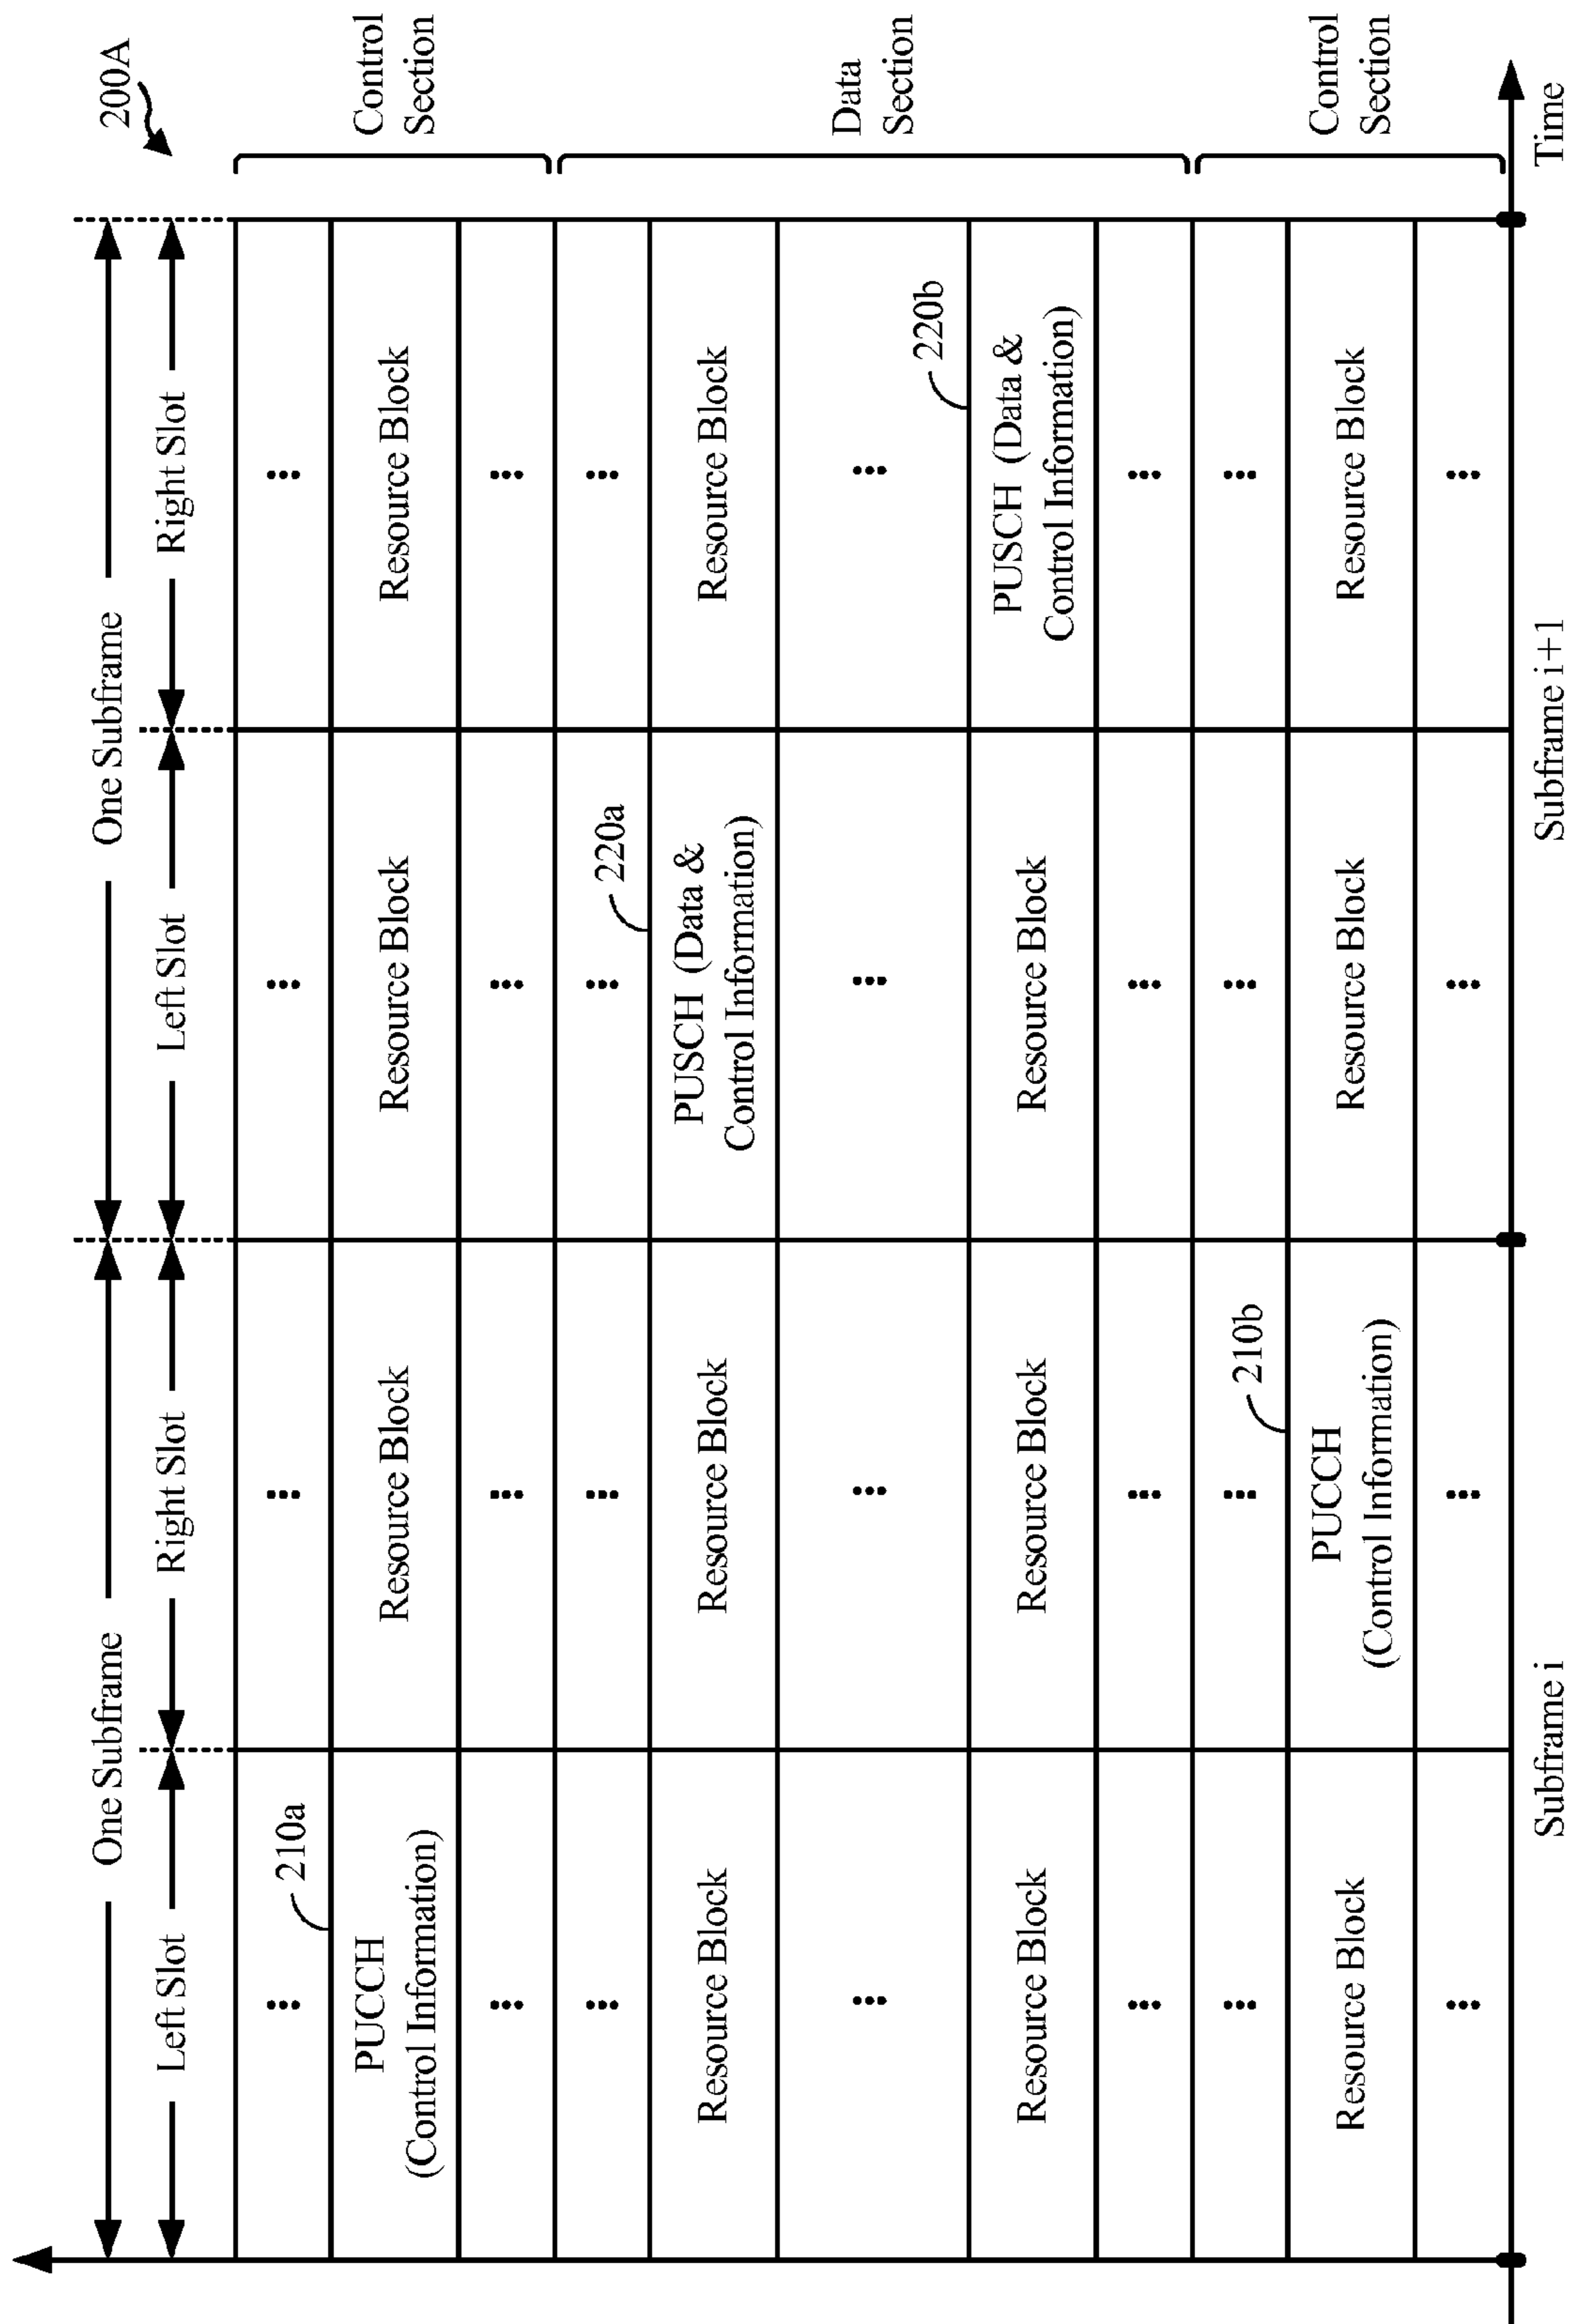 200A
One Subframe
One Subframe
Left Slot
Right Slot
Left Slot
Right Slot
210a
PUCCH
(Control Information)
Resource Block
Resource Block
Resource Block
Control
Section
220a
Resource Block
Resource Block
PUSCH (Data &
Control Information)
Resource Block
Data
Section
220b
Resource Block
Resource Block
Resource Block
PUSCH (Data &
Control Information)
210b
Resource Block
PUCCH
(Control Information)
Resource Block
Resource Block
Control
Section
Subframe i
Subframe i+1
Time